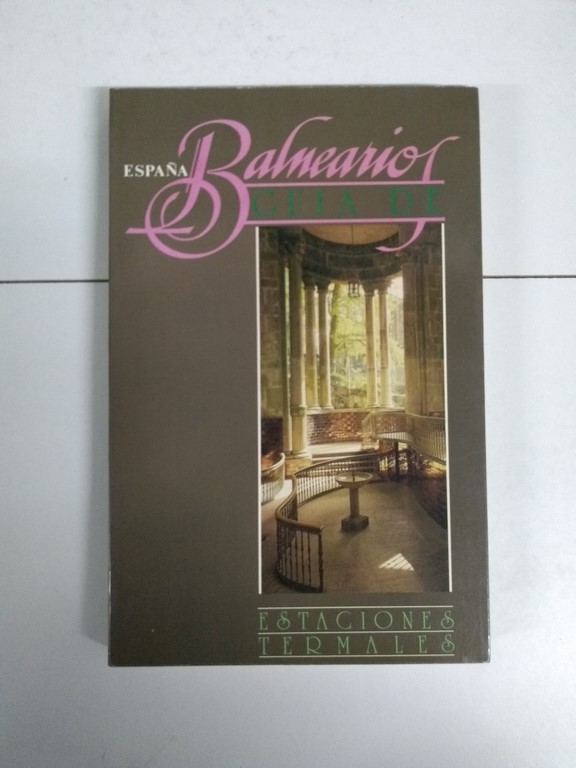 ESPAÑA Balnearios
GUIA DE
ESTACIONES
TERMALES